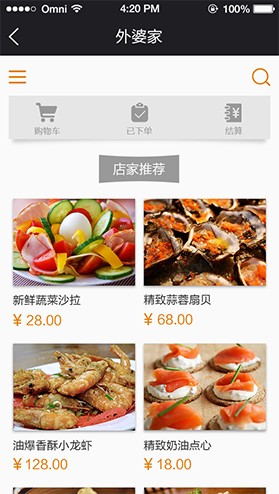 Omni 4:20 PM 100%
外婆家
购物车 已下单 结算
店家推荐
新鲜蔬菜沙拉 精致蒜蓉扇贝
¥ 28.00 ¥ 68.00
油爆香酥小龙虾 精致奶油点心
¥ 128.00 ¥ 18.00